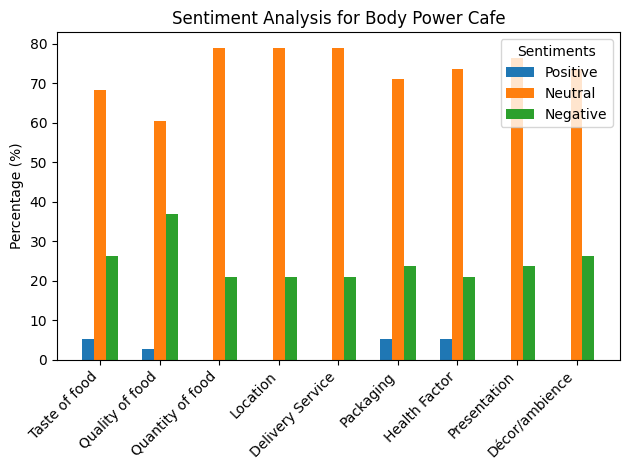 Sentiment Analysis for Body Power Cafe
Sentiments
Positive
Neutral
Negative
Percentage (%)
80
70
60
50
40
30
20
10
0
Taste of food
Quality of food
Quantity of food
Location
Delivery Service
Packaging
Health Factor
Presentation
Décor/ambience